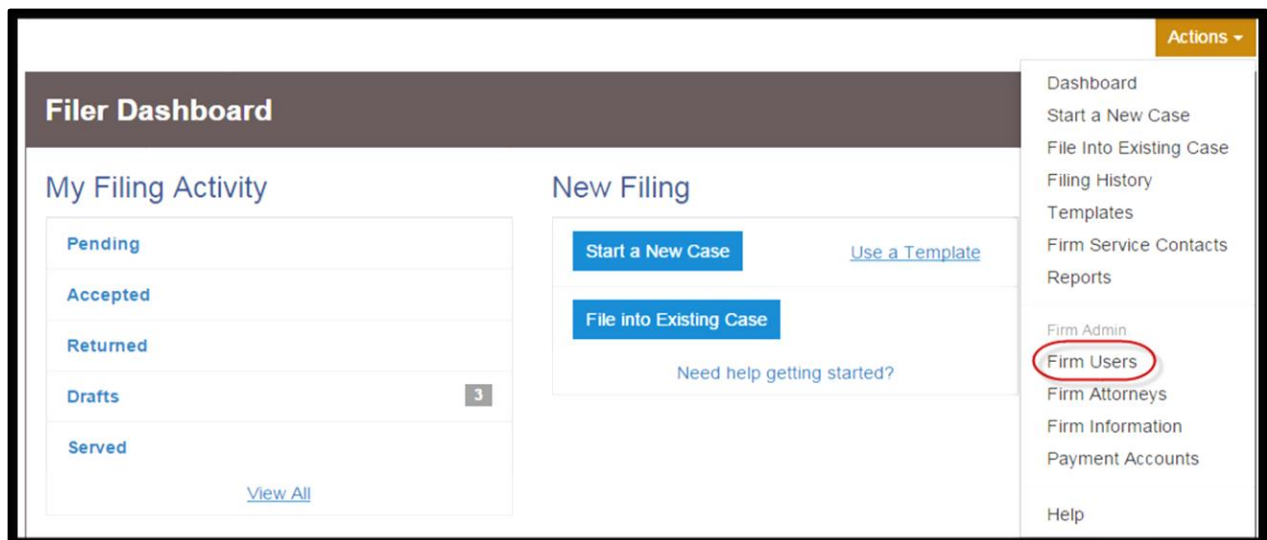 Actions
Filer Dashboard
My Filing Activity
Pending
Accepted
Returned
Drafts 3
Served
View All
New Filing
Start a New Case Use a Template
File into Existing Case
Need help getting started?
Dashboard
Start a New Case
File Into Existing Case
Filing History
Templates
Firm Service Contacts
Reports
Firm Admin
Firm Users
Firm Attorneys
Firm Information
Payment Accounts
Help